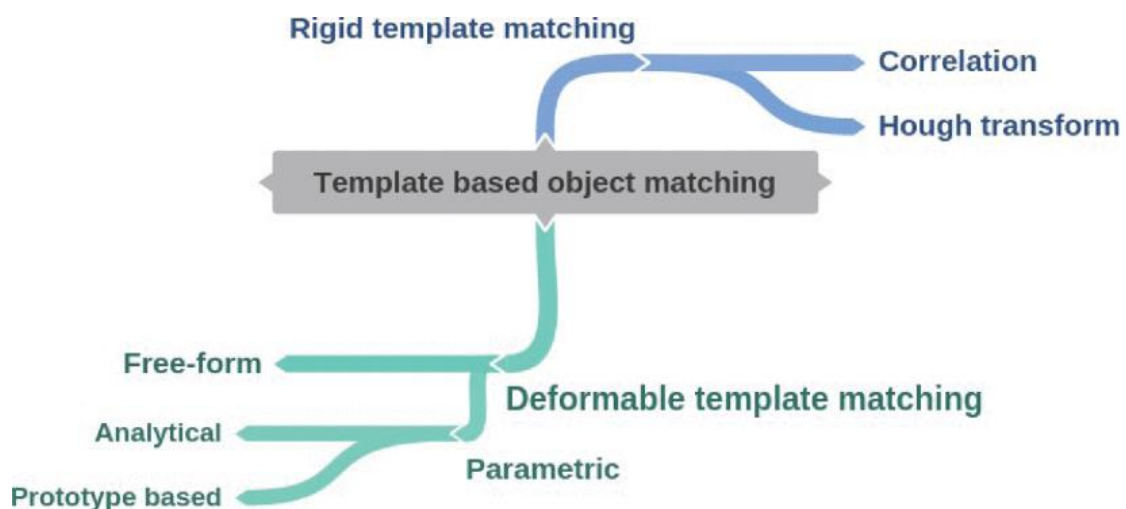 Rigid template matching
Correlation
Hough transform
Template based object matching
Free-form
Deformable template matching
Analytical
Parametric
Prototype based